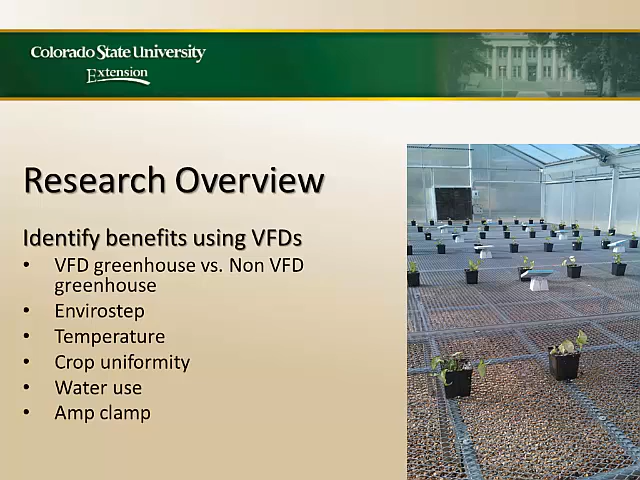 Colorado State University
Extension
Research Overview
Identify benefits using VFDs
• VFD greenhouse vs. Non VFD
greenhouse
• Envirostep
• Temperature
• Crop uniformity
• Water use
• Amp clamp